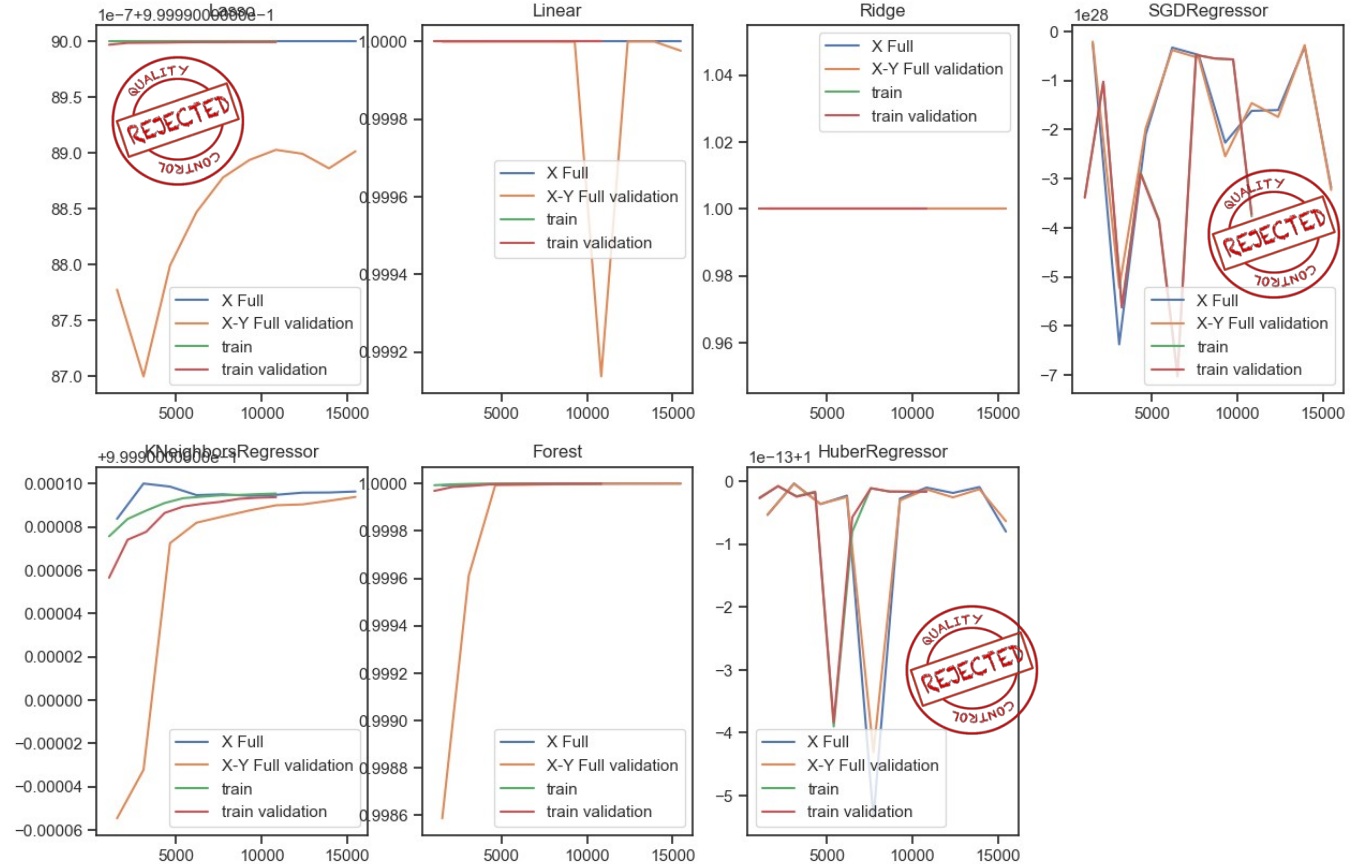 Lasso
1e-7+9.9999000000e-1
90.0
89.5
89.0
88.5
88.0
87.5
87.0
5000
10000
15000
X Full
X-Y Full validation
train
train validation
QUALITY
REJECTED
CONTROL
Linear
1.0000
0.9998
0.9996
0.9994
0.9992
5000
10000
15000
X Full
X-Y Full validation
train
train validation
Ridge
1.04
1.02
1.00
0.98
0.96
5000
10000
15000
X Full
X-Y Full validation
train
train validation
SGDRegressor
1e28
0
−1
−2
−3
−4
−5
−6
−7
5000
10000
15000
QUALITY
REJECTED
CONTROL
X Full
X-Y Full validation
train
train validation
KNeighborsRegressor
0.00010
0.00008
0.00006
0.00004
0.00002
0.00000
−0.00002
−0.00004
−0.00006
5000
10000
15000
X Full
X-Y Full validation
train
train validation
Forest
1.0000
0.9998
0.9996
0.9994
0.9992
0.9990
0.9988
0.9986
5000
10000
15000
X Full
X-Y Full validation
train
train validation
HuberRegressor
1e−13+1
0
−1
−2
−3
−4
−5
5000
10000
15000
QUALITY
REJECTED
CONTROL
X Full
X-Y Full validation
train
train validation